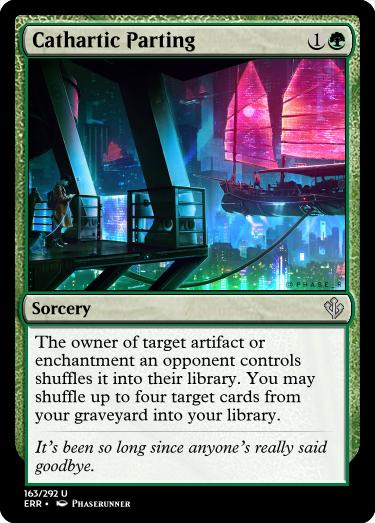 Cathartic Parting 1
© PHASE_R
Sorcery
The owner of target artifact or
enchantment an opponent controls
shuffles it into their library. You may
shuffle up to four target cards from
your graveyard into your library.
It's been so long since anyone's really said
goodbye.
163/292 U
ERR • Phaserunner